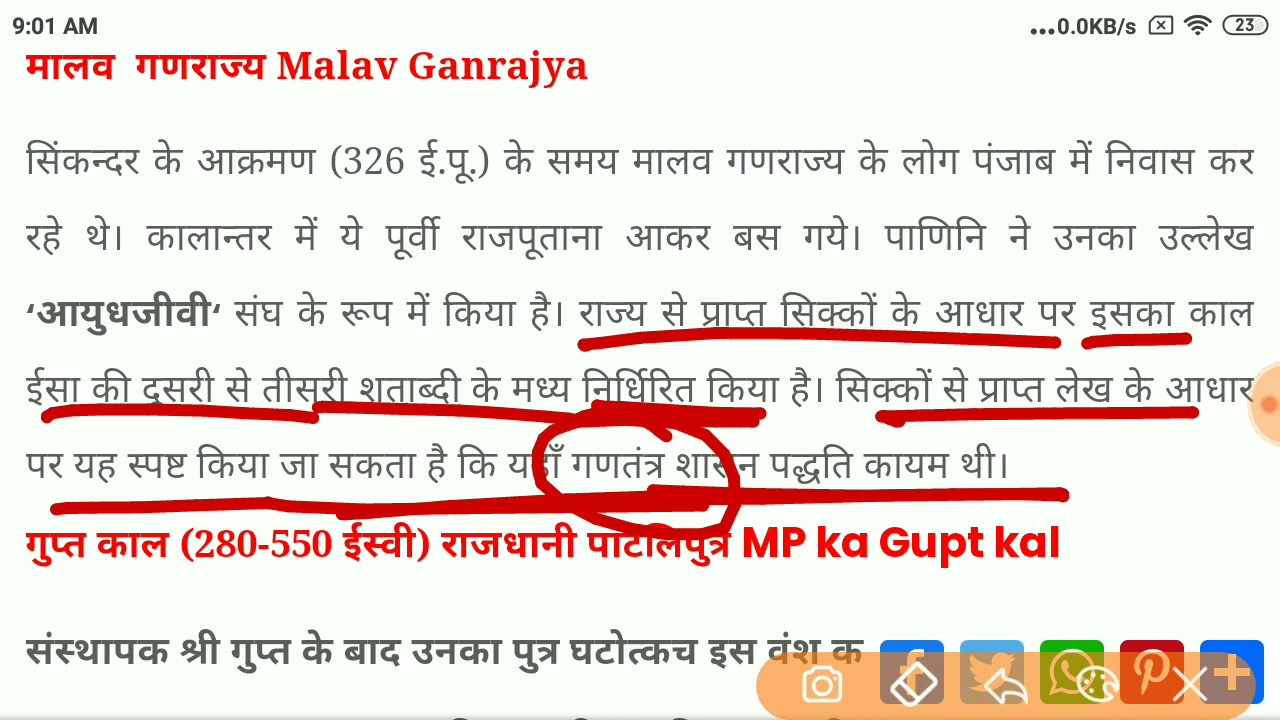 9:01 AM
...0.0KB/s 23
मालव गणराज्य Malav Ganrajya
सिंकन्दर के आक्रमण (326 ई.पू.) के समय मालव गणराज्य के लोग पंजाब में निवास कर
रहे थे। कालान्तर में ये पूर्वी राजपूताना आकर बस गये। पाणिनि ने उनका उल्लेख
‘आयुधजीवी‘ संघ के रूप में किया है। राज्य से प्राप्त सिक्कों के आधार पर इसका काल
ईसा की दूसरी से तीसरी शताब्दी के मध्य निर्धिरित किया है। सिक्कों से प्राप्त लेख के आधार
पर यह स्पष्ट किया जा सकता है कि यहाँ गणतंत्र शासन पद्धति कायम थी।
गुप्त काल (280-550 ईस्वी) राजधानी पाटलिपुत्र MP ka Gupt kal
संस्थापक श्री गुप्त के बाद उनका पुत्र घटोत्कच इस वंश क